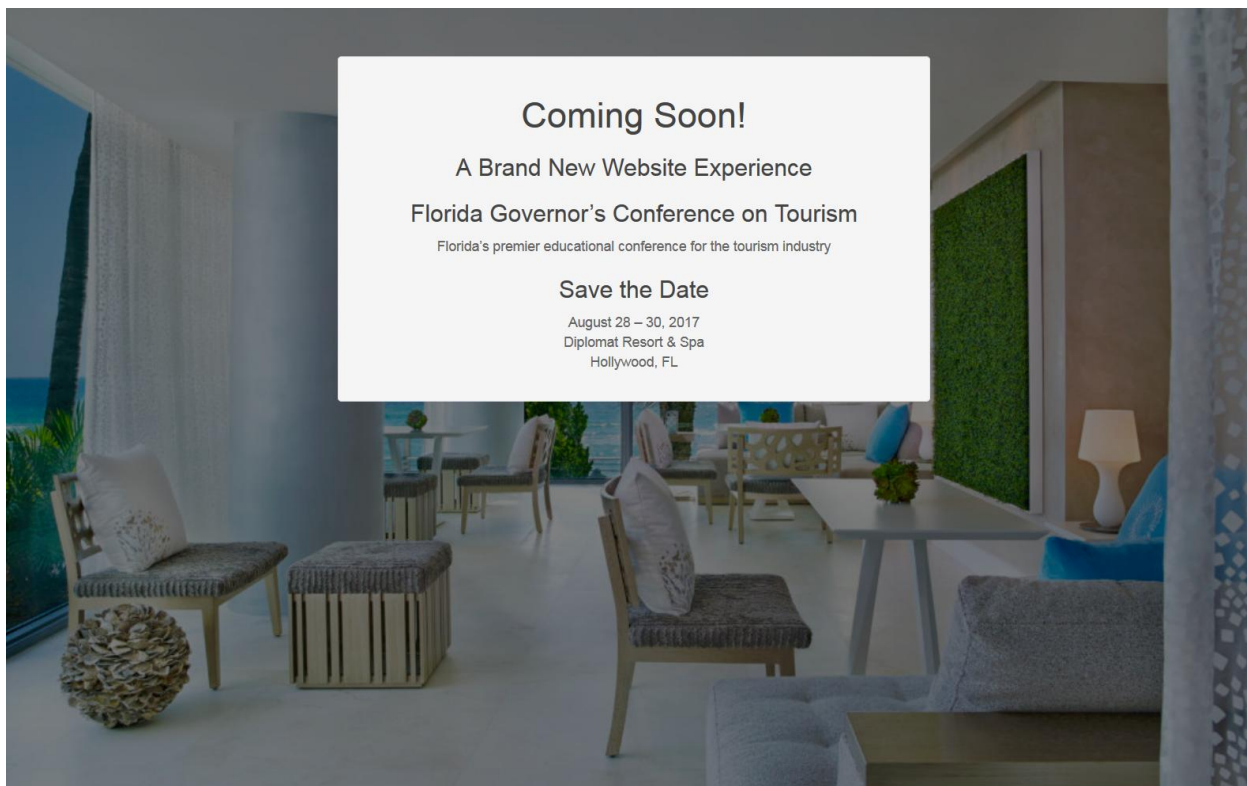 Coming Soon!
A Brand New Website Experience
Florida Governor’s Conference on Tourism
Florida’s premier educational conference for the tourism industry
Save the Date
August 28 – 30, 2017
Diplomat Resort & Spa
Hollywood, FL